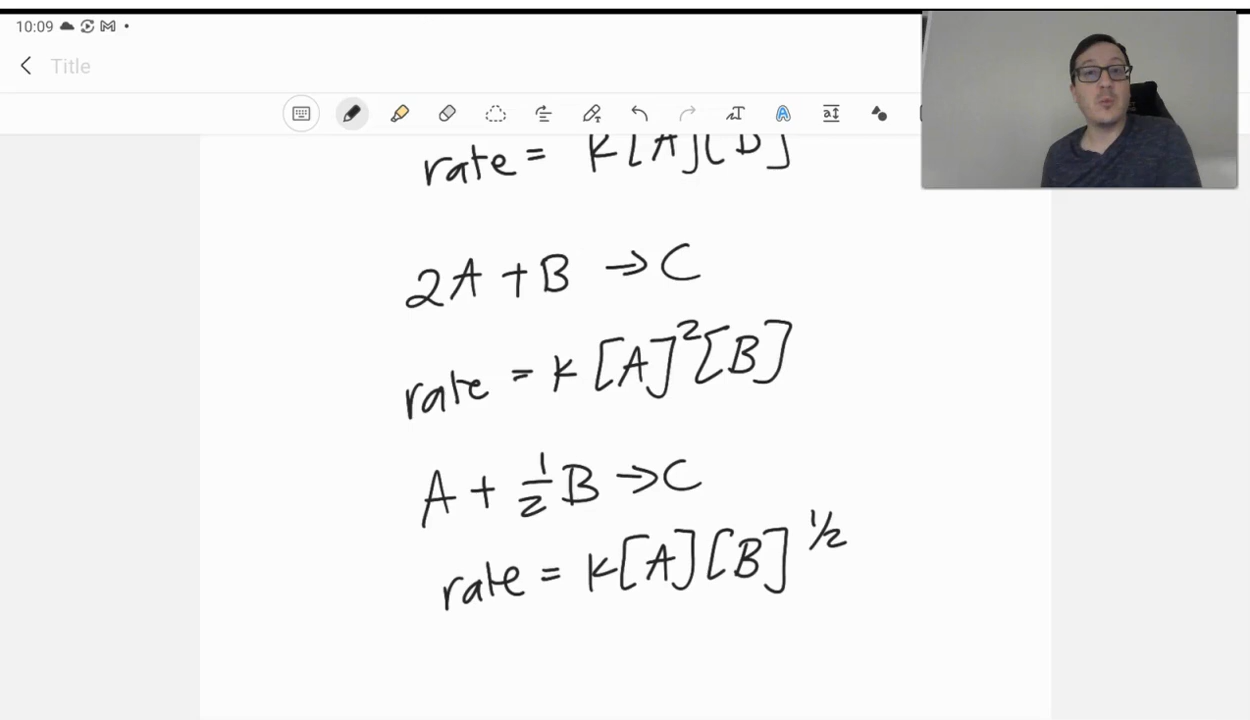 10:09
Title
rate = k[A][B]
2A + B → C
rate = k[A]²[B]
A + ½B → C
rate = k[A][B]^½